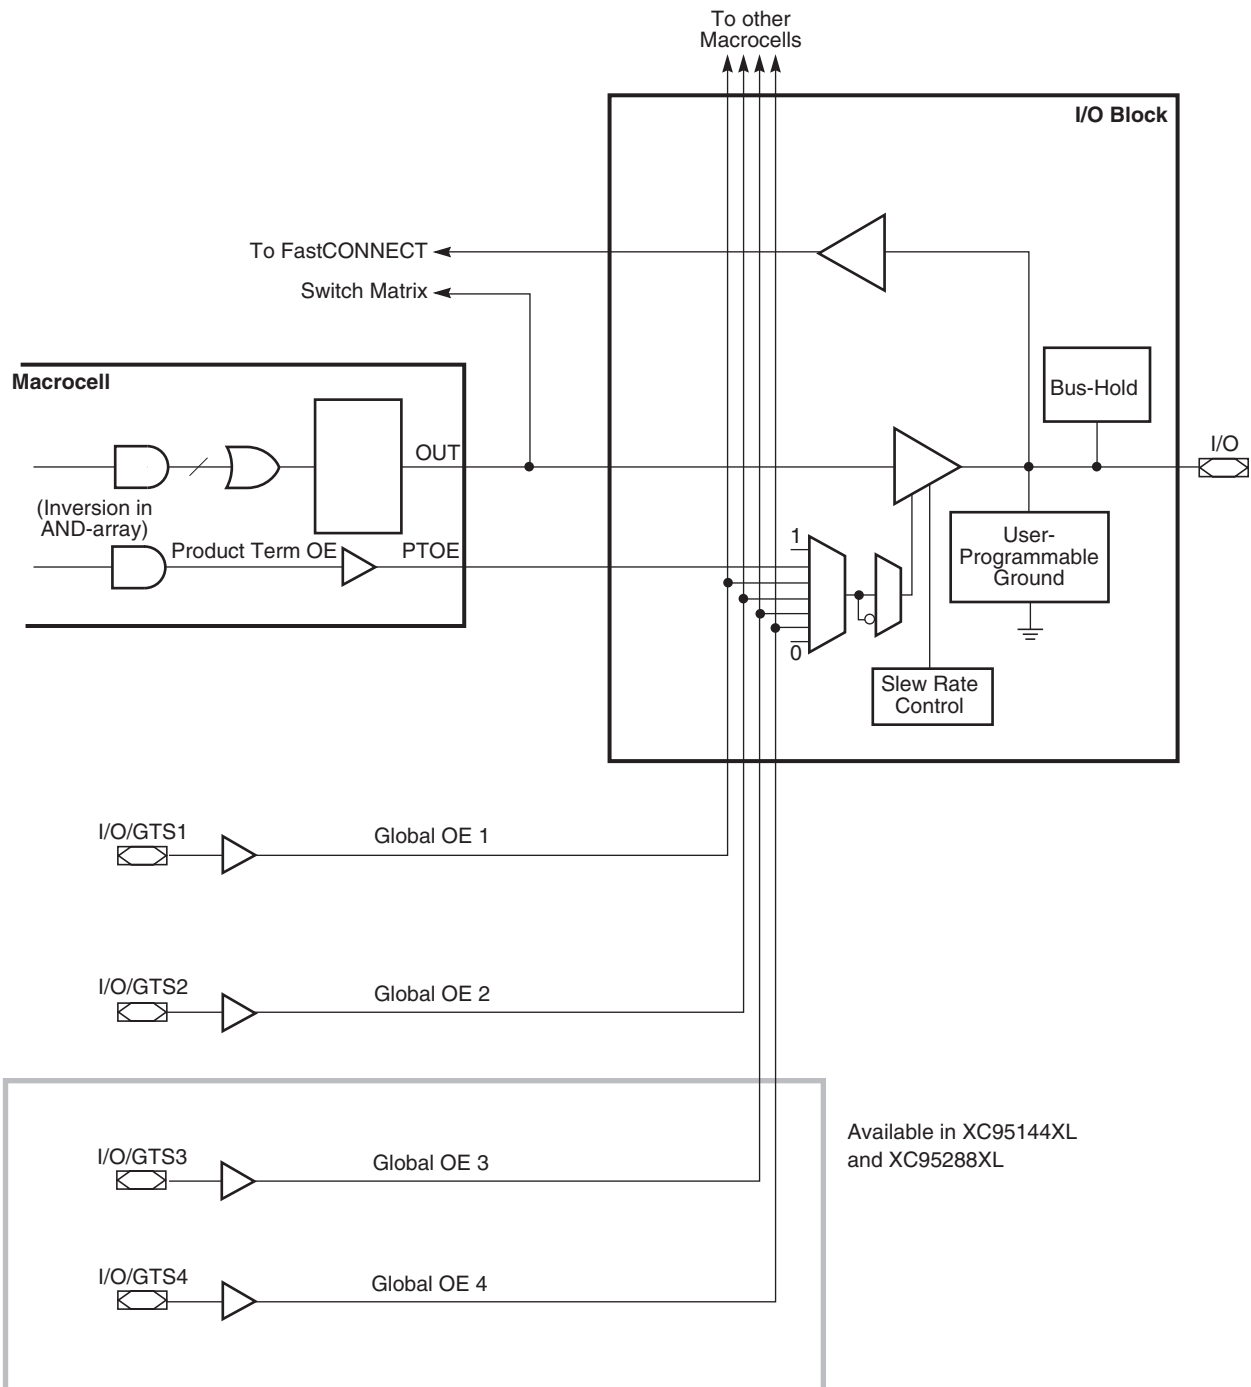 To other
Macrocells
I/O Block
To FastCONNECT
Switch Matrix
Macrocell
Bus-Hold
OUT
I/O
(Inversion in
AND-array)
Product Term OE
PTOE
1
User-
Programmable
Ground
0
Slew Rate
Control
I/O/GTS1
Global OE 1
I/O/GTS2
Global OE 2
Available in XC95144XL
and XC95288XL
I/O/GTS3
Global OE 3
I/O/GTS4
Global OE 4